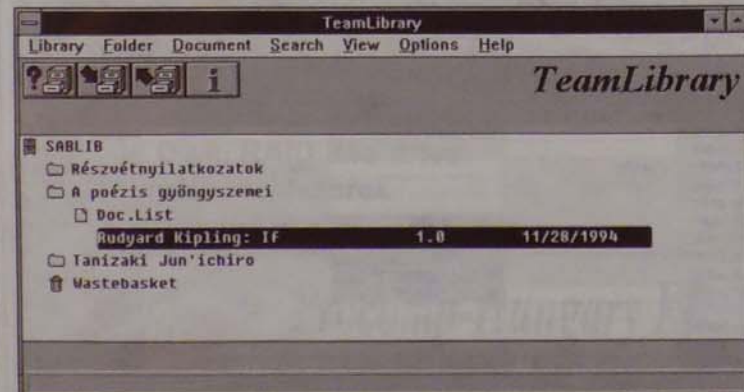 TeamLibrary
Library Folder Document Search View Options Help
? i
TeamLibrary
SABLIB
Részvétnyilatkozatok
A poézis gyöngyszemei
Doc.List
Rudyard Kipling: If 1.0 11/28/1994
Tanizaki Jun'ichiro
Wastebasket